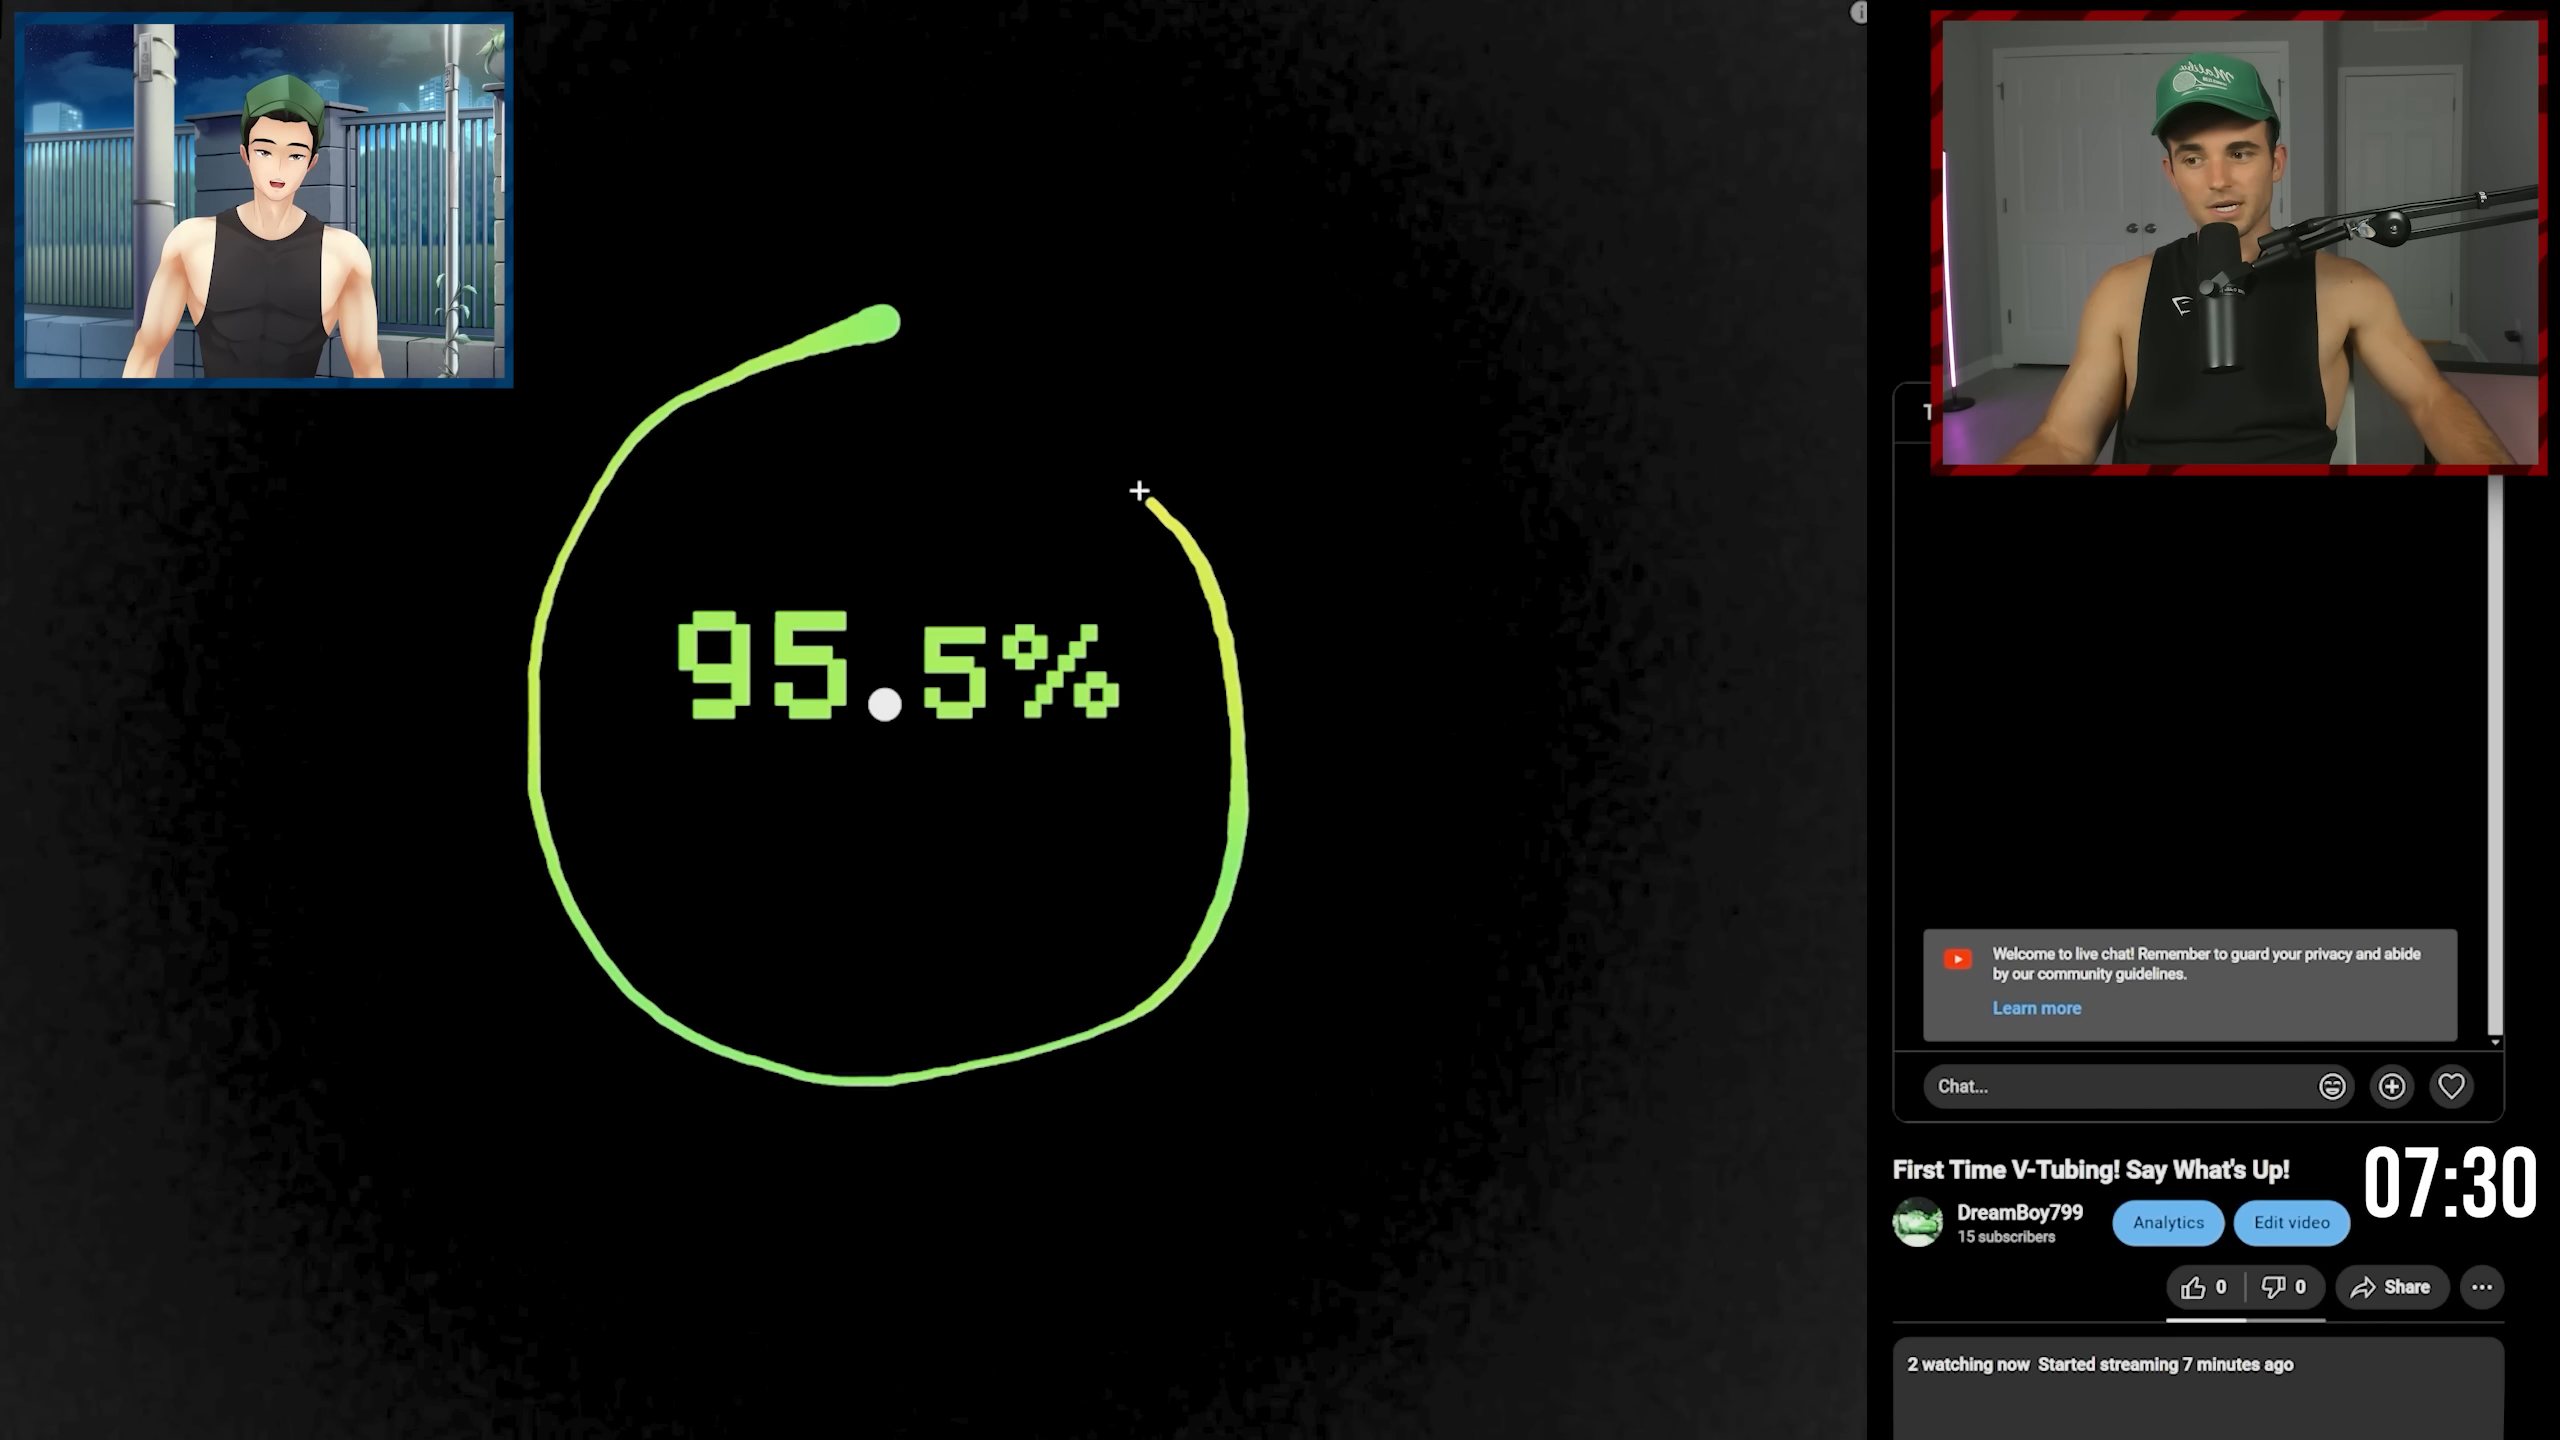 95.5%
Malibu
T
Welcome to live chat! Remember to guard your privacy and abide
by our community guidelines.
Learn more
Chat...
First Time V-Tubing! Say What's Up!
07:30
DreamBoy799
15 subscribers
Analytics
Edit video
0
0
Share
2 watching now Started streaming 7 minutes ago